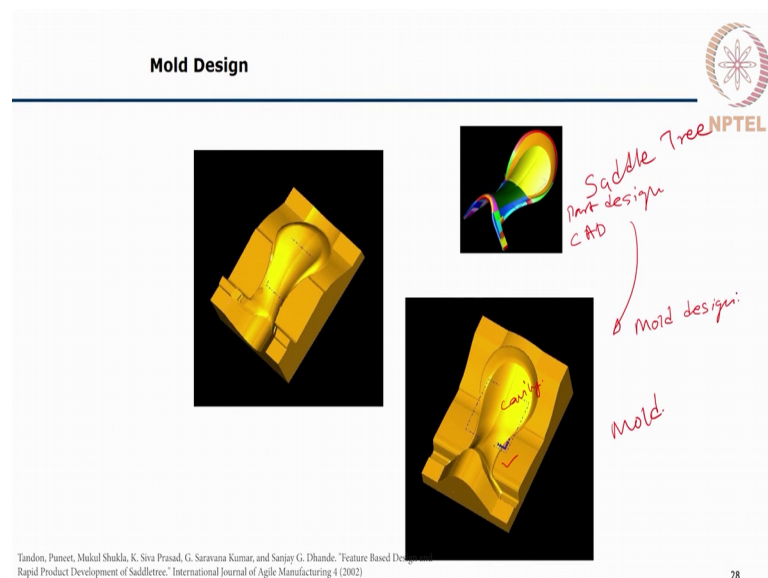 Mold Design
NPTEL
Saddle Tree
Part design
CAD
Mold design:
cavity.
Mold.
Tandon, Puneet, Mukul Shukla, K. Siva Prasad, G. Saravana Kumar, and Sanjay G. Dhande. "Feature Based Design and
Rapid Product Development of Saddletree." International Journal of Agile Manufacturing 4 (2002)
28